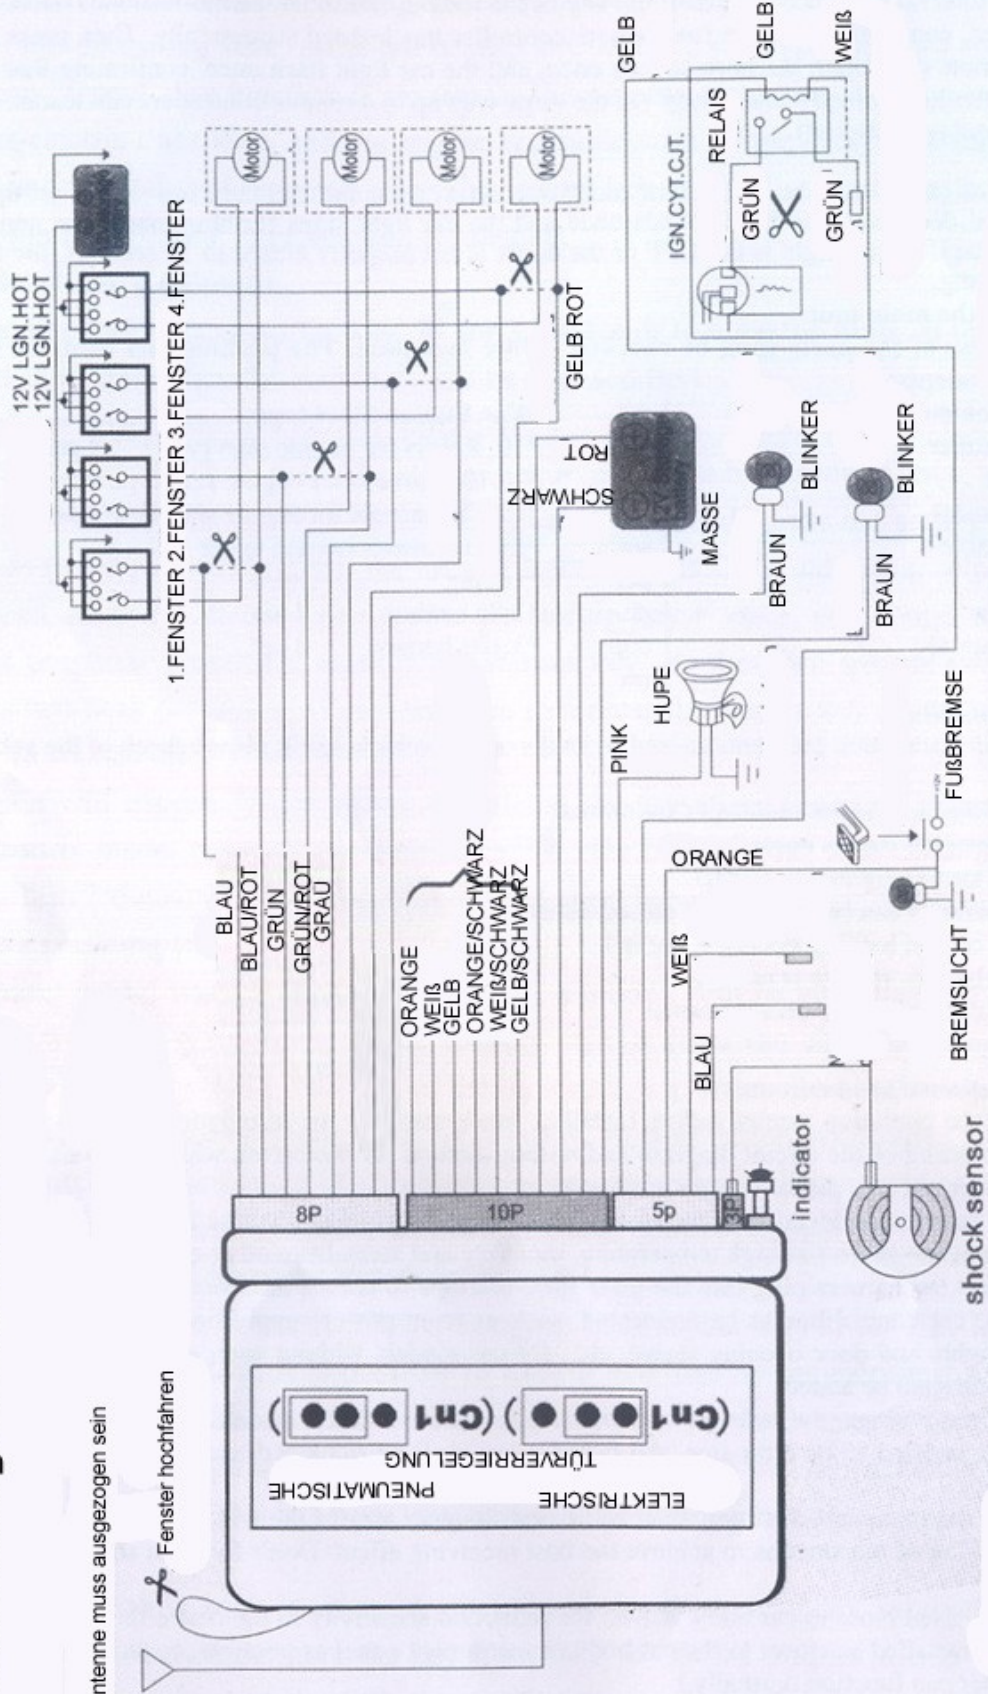 ntenne muss ausgezogen sein
Fenster hochfahren
12V LGN.HOT
12V LGN.HOT
1.FENSTER 2.FENSTER 3.FENSTER 4.FENSTER
Motor
Motor
Motor
Motor
BLAU
BLAU/ROT
GRÜN
GRÜN/ROT
GRAU
ORANGE
WEIß
GELB
ORANGE/SCHWARZ
WEIß/SCHWARZ
GELB/SCHWARZ
8P
10P
5p
3P
PNEUMATISCHE
TÜRVERRIEGELUNG
ELEKTRISCHE
(Cn1)
(Cn1)
GELB ROT
SCHWARZ
ROT
MASSE
BRAUN
BLINKER
BRAUN
BLINKER
PINK
HUPE
ORANGE
WEIß
BLAU
FUßBREMSE
BREMSLICHT
indicator
shock sensor
GELB
GELB
WEIß
RELAIS
IGN.CYT.CJT.
GRÜN
GRÜN